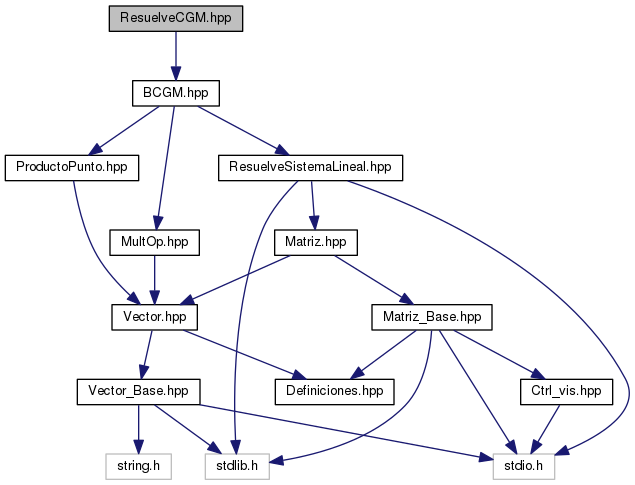 ResuelveCGM.hpp
BCGM.hpp
ProductoPunto.hpp
ResuelveSistemaLineal.hpp
MultOp.hpp
Matriz.hpp
Vector.hpp
Matriz_Base.hpp
Vector_Base.hpp
Definiciones.hpp
Ctrl_vis.hpp
string.h
stdlib.h
stdio.h